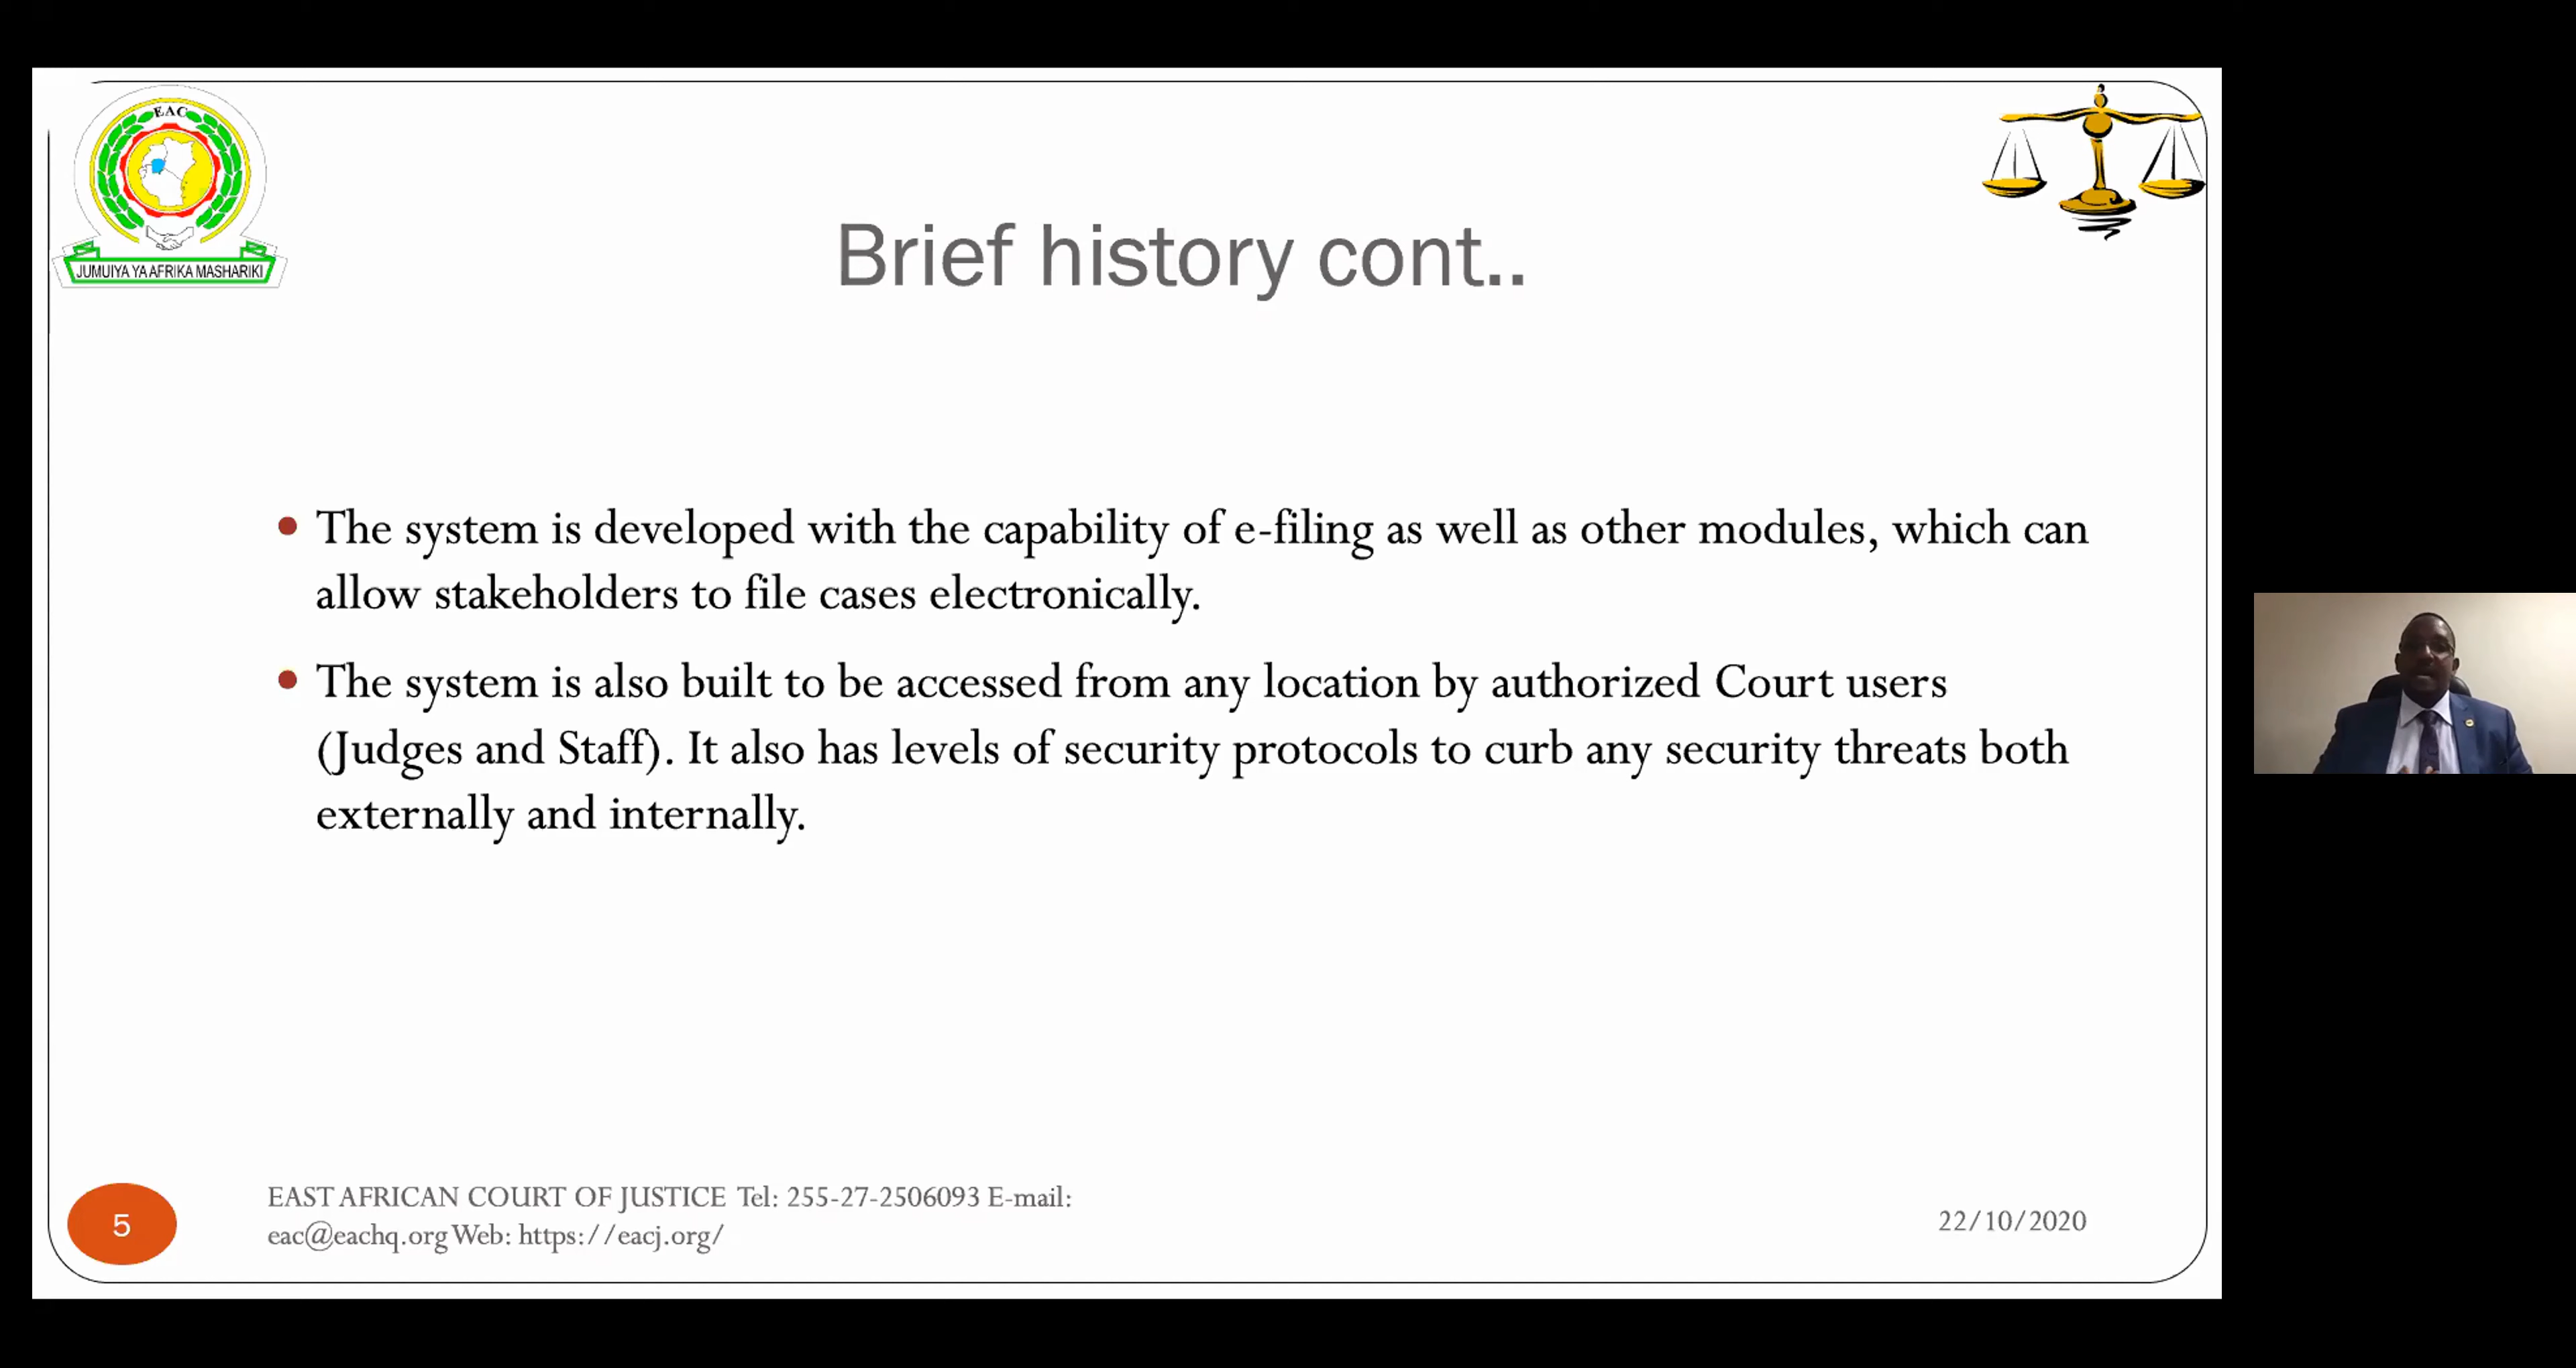 EAC
JUMUIYA YA AFRIKA MASHARIKI
Brief history cont..
• The system is developed with the capability of e-filing as well as other modules, which can
allow stakeholders to file cases electronically.
• The system is also built to be accessed from any location by authorized Court users
(Judges and Staff). It also has levels of security protocols to curb any security threats both
externally and internally.
5
EAST AFRICAN COURT OF JUSTICE Tel: 255-27-2506093 E-mail:
eac@eachq.org Web: https://eacj.org/
22/10/2020